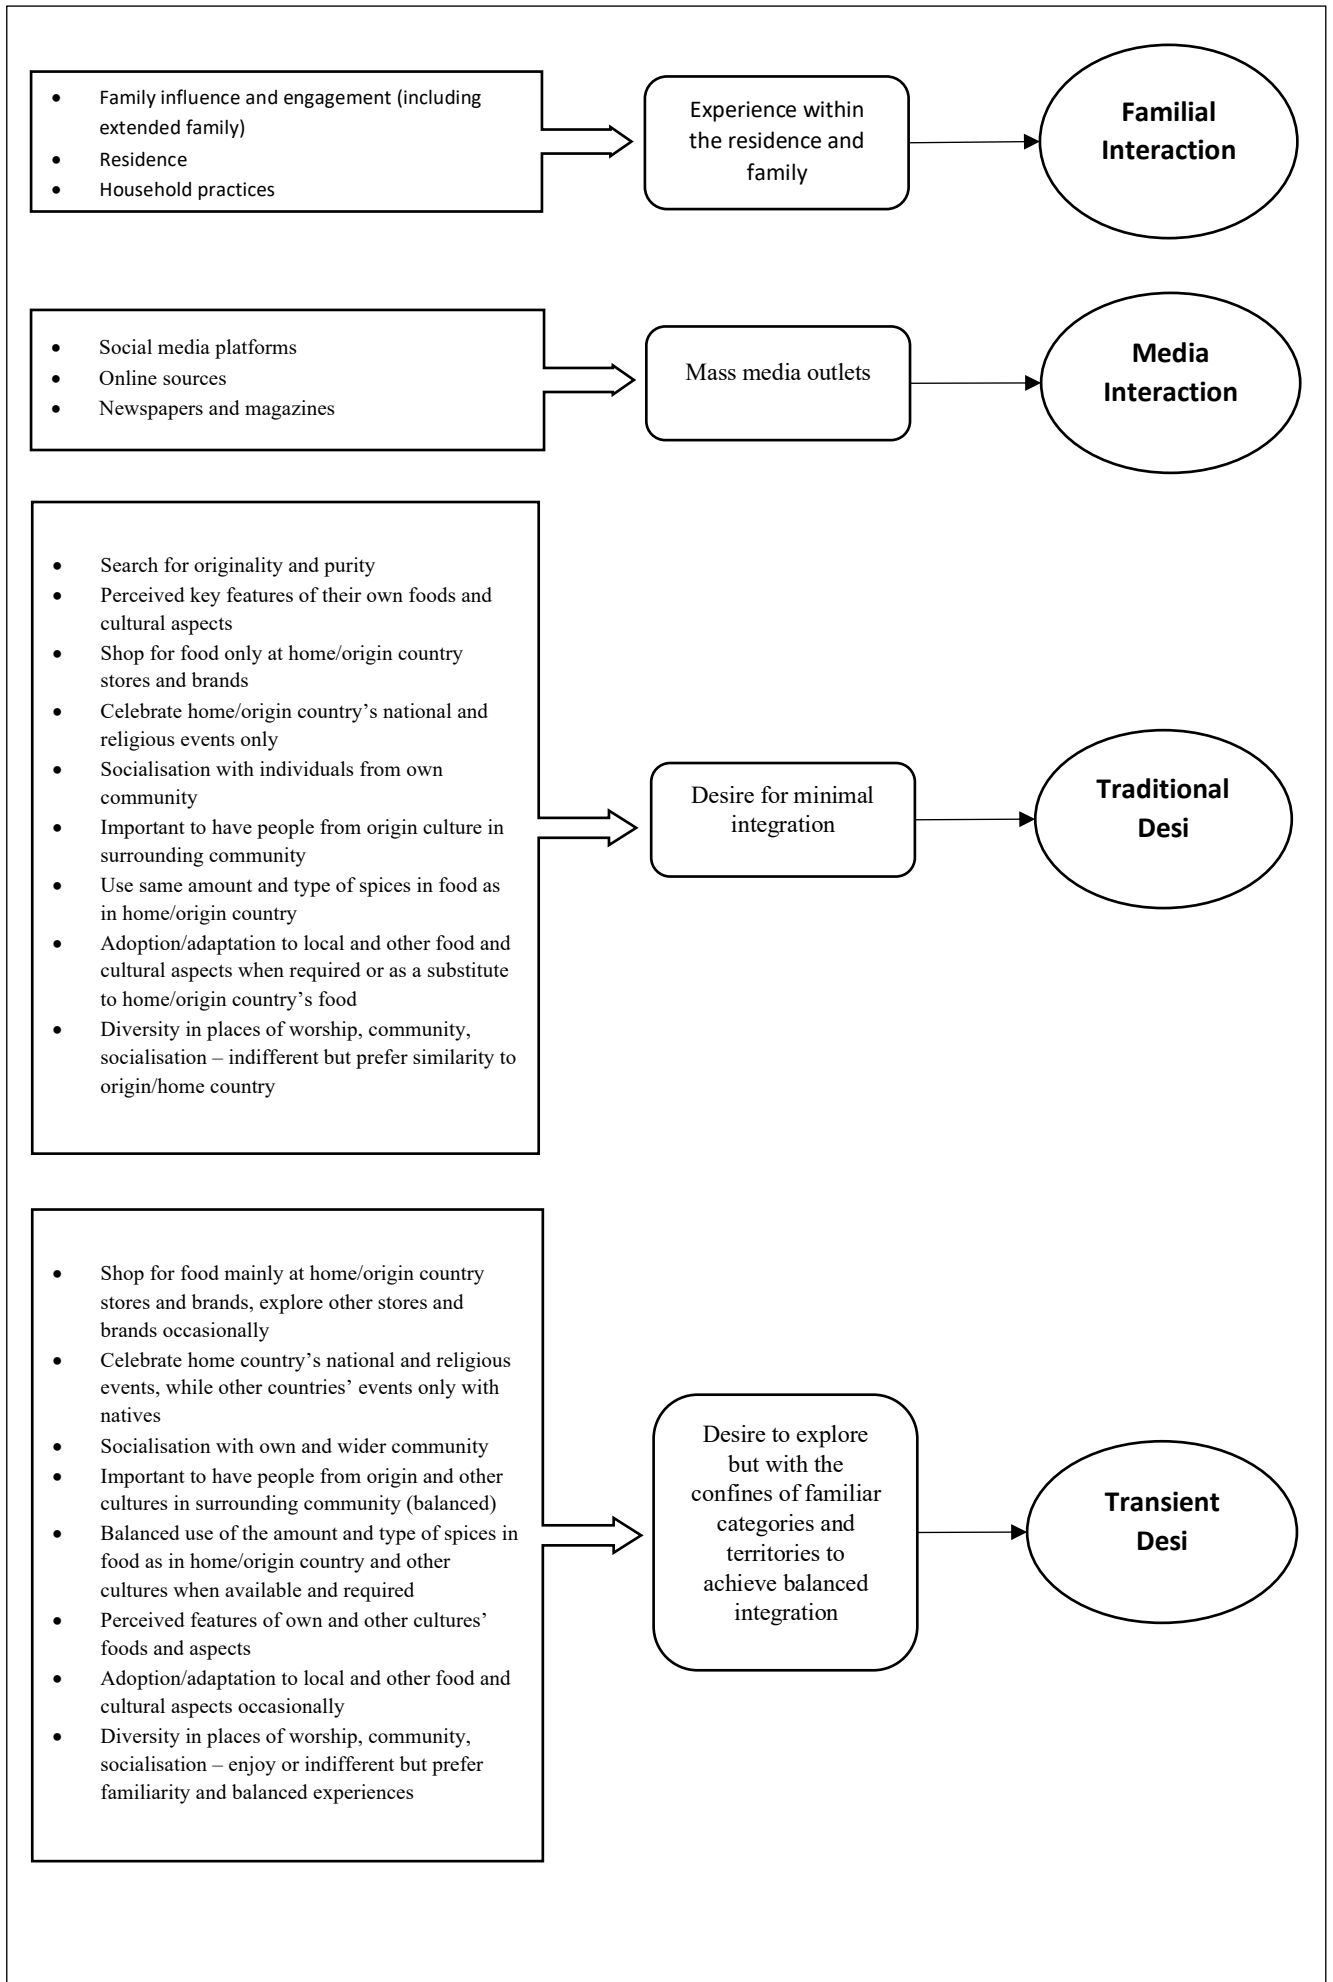 • Family influence and engagement (including
extended family)
• Residence
• Household practices
Experience within
the residence and
family
Familial
Interaction
• Social media platforms
• Online sources
• Newspapers and magazines
Mass media outlets
Media
Interaction
• Search for originality and purity
• Perceived key features of their own foods and
cultural aspects
• Shop for food only at home/origin country
stores and brands
• Celebrate home/origin country’s national and
religious events only
• Socialisation with individuals from own
community
• Important to have people from origin culture in
surrounding community
• Use same amount and type of spices in food as
in home/origin country
• Adoption/adaptation to local and other food and
cultural aspects when required or as a substitute
to home/origin country’s food
• Diversity in places of worship, community,
socialisation – indifferent but prefer similarity to
origin/home country
Desire for minimal
integration
Traditional
Desi
• Shop for food mainly at home/origin country
stores and brands, explore other stores and
brands occasionally
• Celebrate home country’s national and religious
events, while other countries’ events only with
natives
• Socialisation with own and wider community
• Important to have people from origin and other
cultures in surrounding community (balanced)
• Balanced use of the amount and type of spices in
food as in home/origin country and other
cultures when available and required
• Perceived features of own and other cultures’
foods and aspects
• Adoption/adaptation to local and other food and
cultural aspects occasionally
• Diversity in places of worship, community,
socialisation – enjoy or indifferent but prefer
familiarity and balanced experiences
Desire to explore
but with the
confines of familiar
categories and
territories to
achieve balanced
integration
Transient
Desi